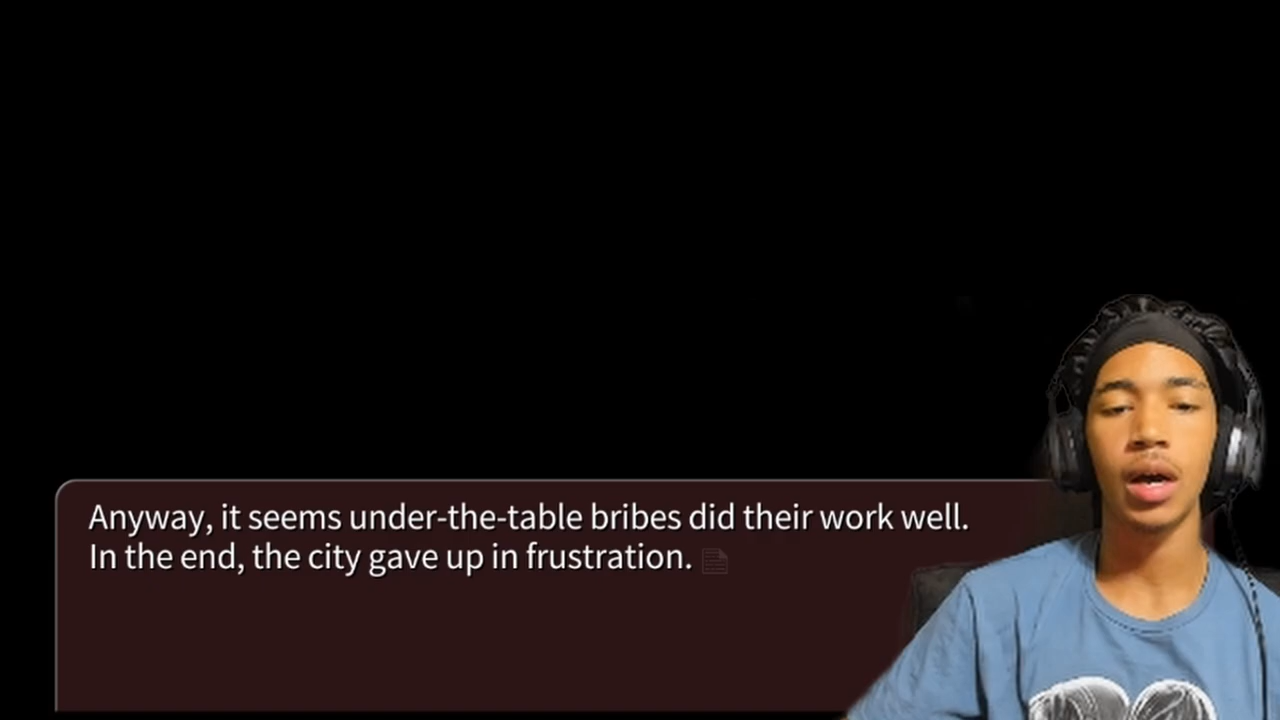 Anyway, it seems under-the-table bribes did their work well.
In the end, the city gave up in frustration.